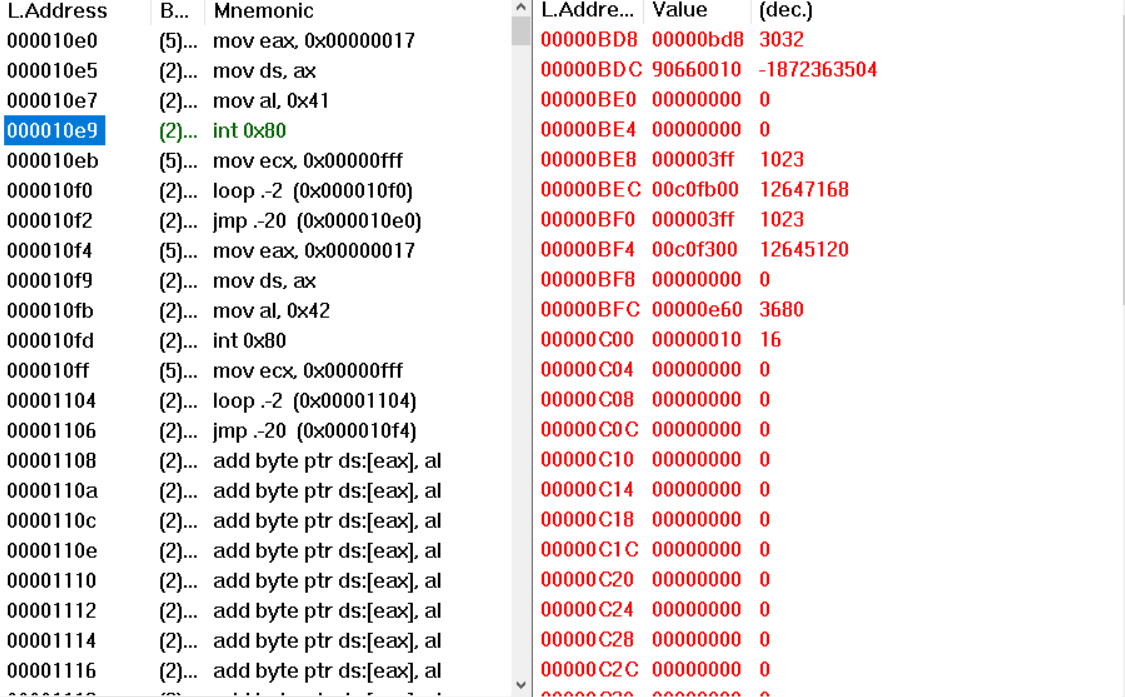 L.Address B... Mnemonic L.Addre... Value (dec.)
000010e0 (5)... mov eax, 0x00000017 00000BD8 00000bd8 3032
000010e5 (2)... mov ds, ax 00000BDC 90660010 -1872363504
000010e7 (2)... mov al, 0x41 00000BE0 00000000 0
000010e9 (2)... int 0x80 00000BE4 00000000 0
000010eb (5)... mov ecx, 0x00000fff 00000BE8 000003ff 1023
000010f0 (2)... loop .-2 (0x000010f0) 00000BEC 00c0fb00 12647168
000010f2 (2)... jmp .-20 (0x000010e0) 00000BF0 000003ff 1023
000010f4 (5)... mov eax, 0x00000017 00000BF4 00c0f300 12645120
000010f9 (2)... mov ds, ax 00000BF8 00000000 0
000010fb (2)... mov al, 0x42 00000BFC 00000e60 3680
000010fd (2)... int 0x80 00000C00 00000010 16
000010ff (5)... mov ecx, 0x00000fff 00000C04 00000000 0
00001104 (2)... loop .-2 (0x00001104) 00000C08 00000000 0
00001106 (2)... jmp .-20 (0x000010f4) 00000C0C 00000000 0
00001108 (2)... add byte ptr ds:[eax], al 00000C10 00000000 0
0000110a (2)... add byte ptr ds:[eax], al 00000C14 00000000 0
0000110c (2)... add byte ptr ds:[eax], al 00000C18 00000000 0
0000110e (2)... add byte ptr ds:[eax], al 00000C1C 00000000 0
00001110 (2)... add byte ptr ds:[eax], al 00000C20 00000000 0
00001112 (2)... add byte ptr ds:[eax], al 00000C24 00000000 0
00001114 (2)... add byte ptr ds:[eax], al 00000C28 00000000 0
00001116 (2)... add byte ptr ds:[eax], al 00000C2C 00000000 0